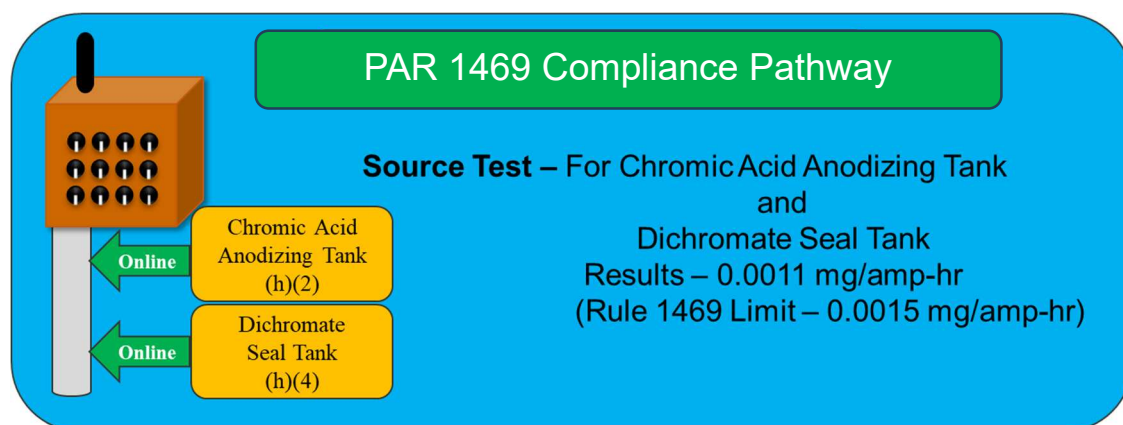 PAR 1469 Compliance Pathway
Source Test – For Chromic Acid Anodizing Tank
and
Dichromate Seal Tank
Results – 0.0011 mg/amp-hr
(Rule 1469 Limit – 0.0015 mg/amp-hr)
Online
Chromic Acid
Anodizing Tank
(h)(2)
Online
Dichromate
Seal Tank
(h)(4)